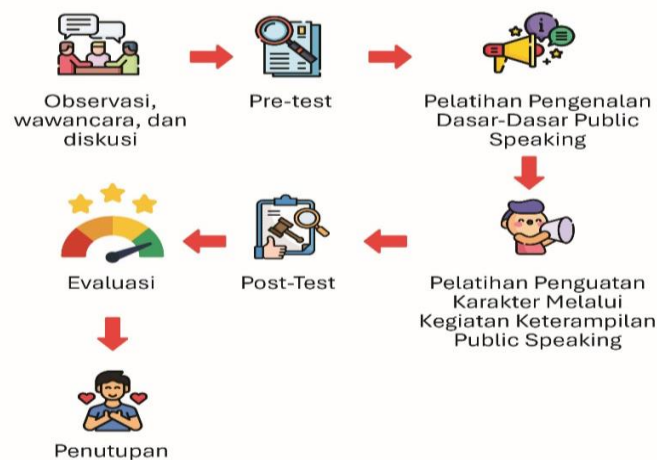 Observasi,
wawancara, dan
diskusi
Pre-test
Pelatihan Pengenalan
Dasar-Dasar Public
Speaking
Pelatihan Penguatan
Karakter Melalui
Kegiatan Keterampilan
Public Speaking
Post-Test
Evaluasi
Penutupan